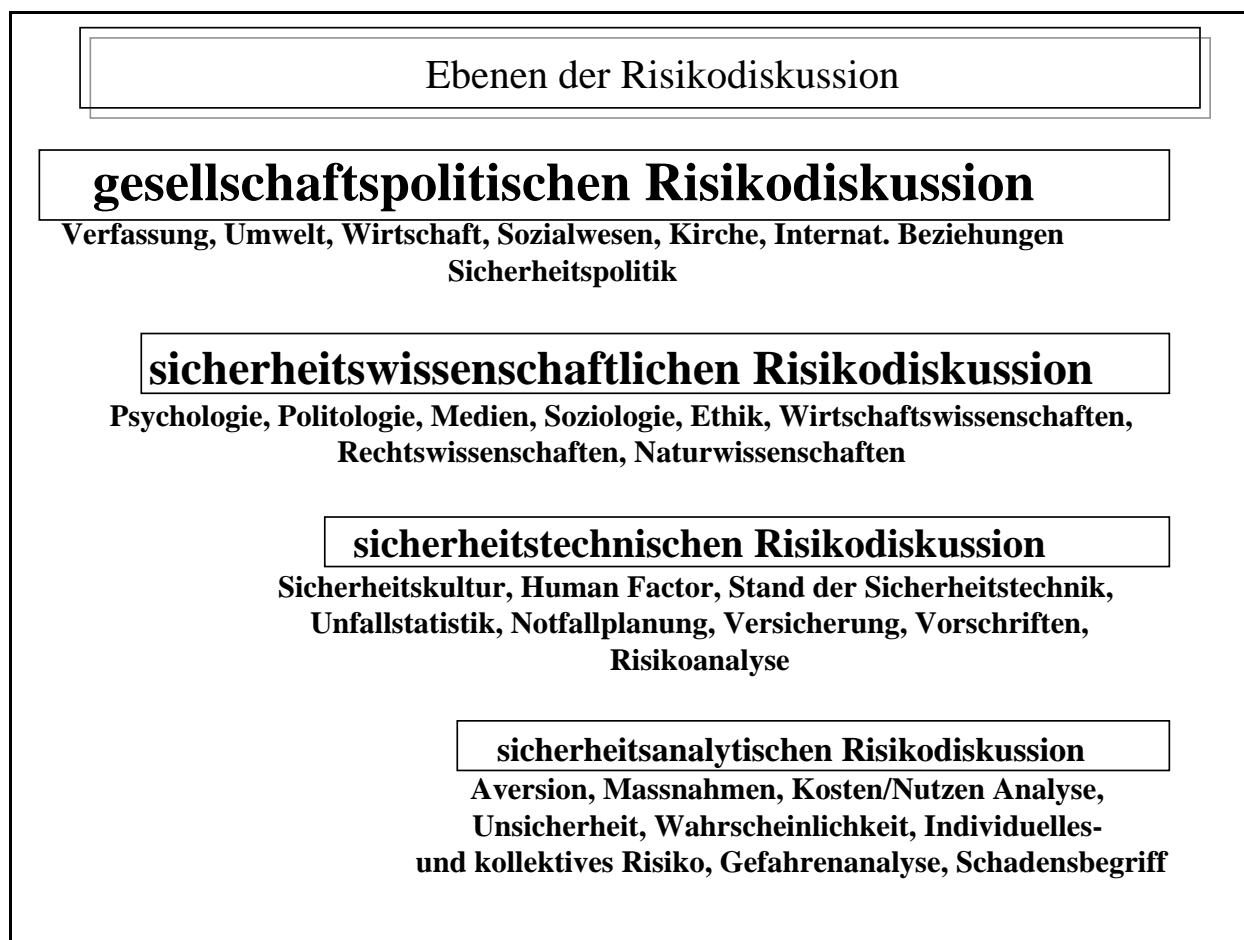 Ebenen der Risikodiskussion
gesellschaftspolitischen Risikodiskussion
Verfassung, Umwelt, Wirtschaft, Sozialwesen, Kirche, Internat. Beziehungen
Sicherheitspolitik
sicherheitswissenschaftlichen Risikodiskussion
Psychologie, Politologie, Medien, Soziologie, Ethik, Wirtschaftswissenschaften,
Rechtswissenschaften, Naturwissenschaften
sicherheitstechnischen Risikodiskussion
Sicherheitskultur, Human Factor, Stand der Sicherheitstechnik,
Unfallstatistik, Notfallplanung, Versicherung, Vorschriften,
Risikoanalyse
sicherheitsanalytischen Risikodiskussion
Aversion, Massnahmen, Kosten/Nutzen Analyse,
Unsicherheit, Wahrscheinlichkeit, Individuelles-
und kollektives Risiko, Gefahrenanalyse, Schadensbegriff